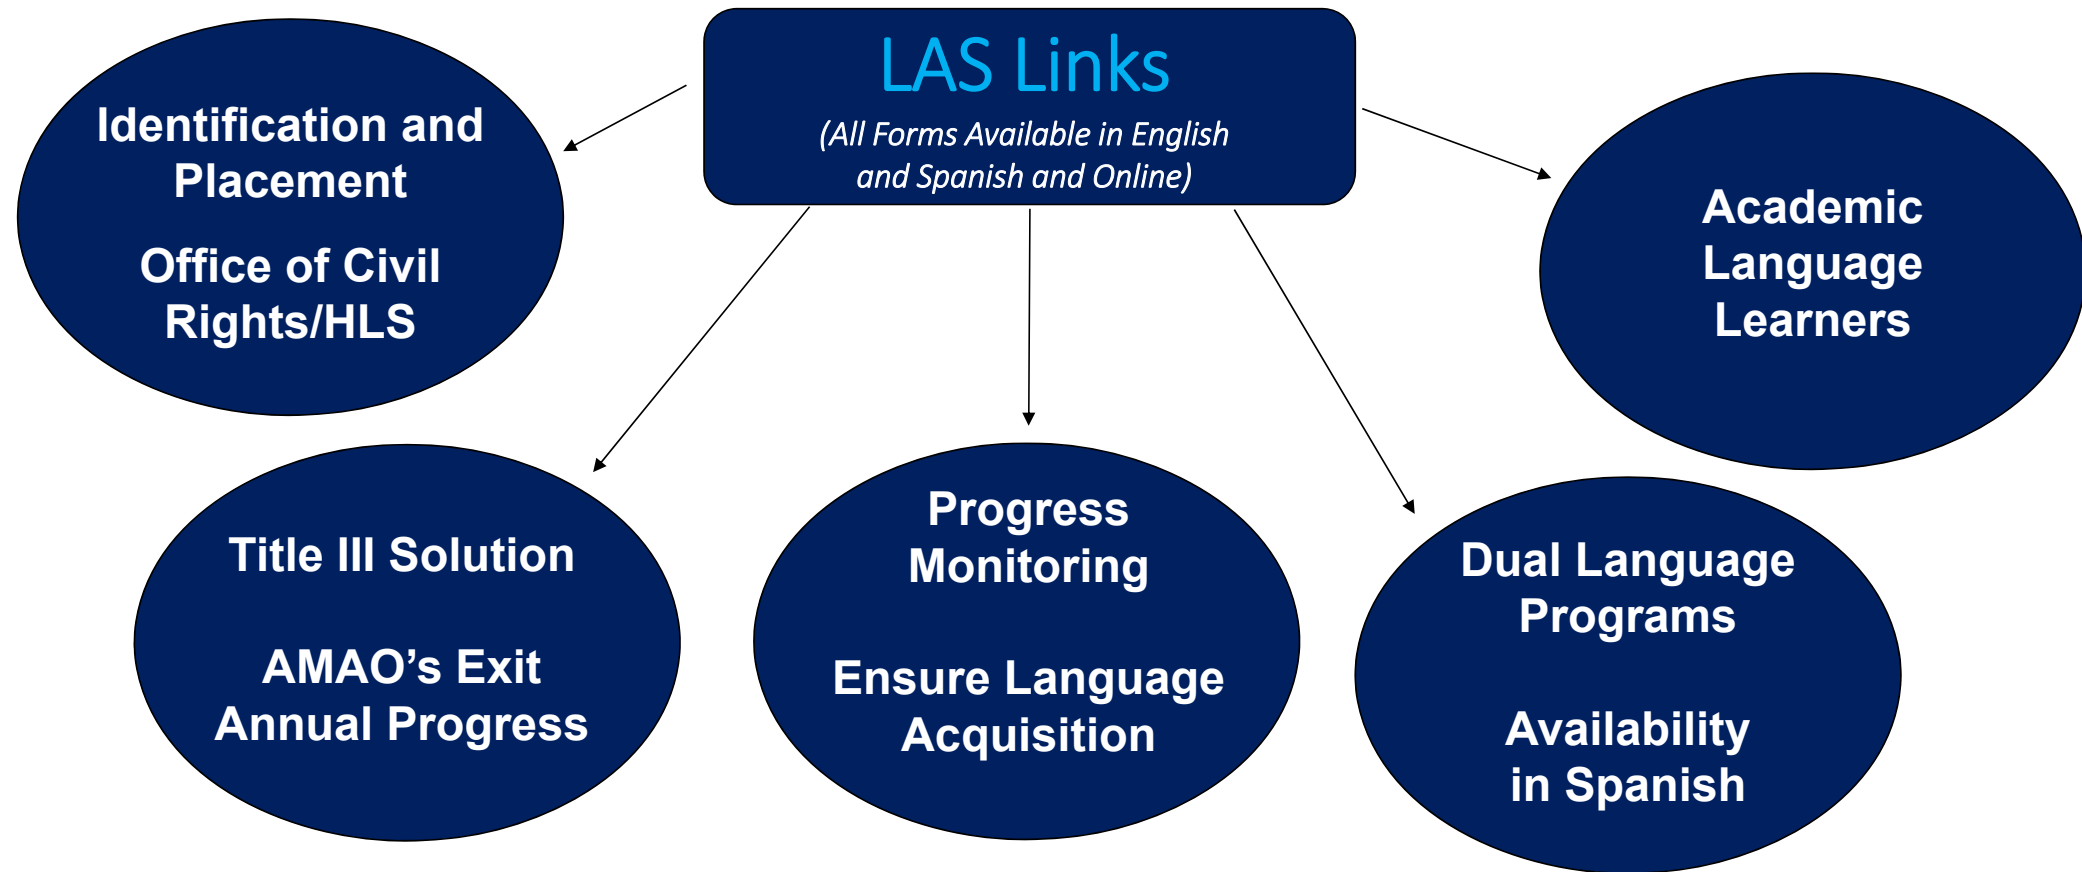 LAS Links
(All Forms Available in English
and Spanish and Online)
Identification and
Placement
Office of Civil
Rights/HLS
Academic
Language
Learners
Title III Solution
AMAO’s Exit
Annual Progress
Progress
Monitoring
Ensure Language
Acquisition
Dual Language
Programs
Availability
in Spanish